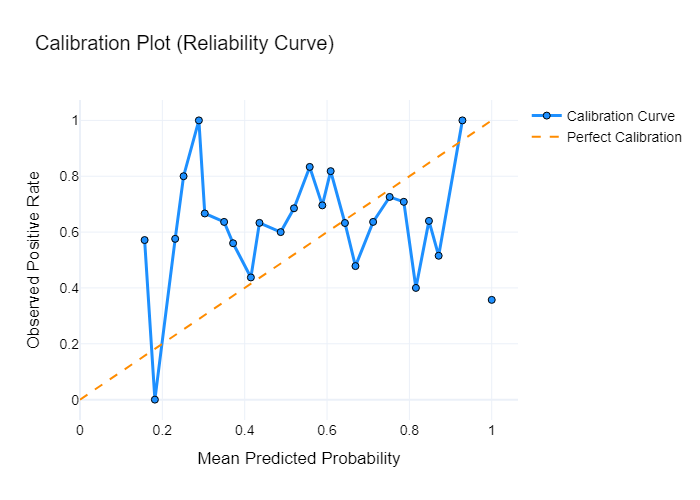 Calibration Plot (Reliability Curve)
Calibration Curve
Perfect Calibration
Observed Positive Rate
1
0.8
0.6
0.4
0.2
0
0
0.2
0.4
0.6
0.8
1
Mean Predicted Probability